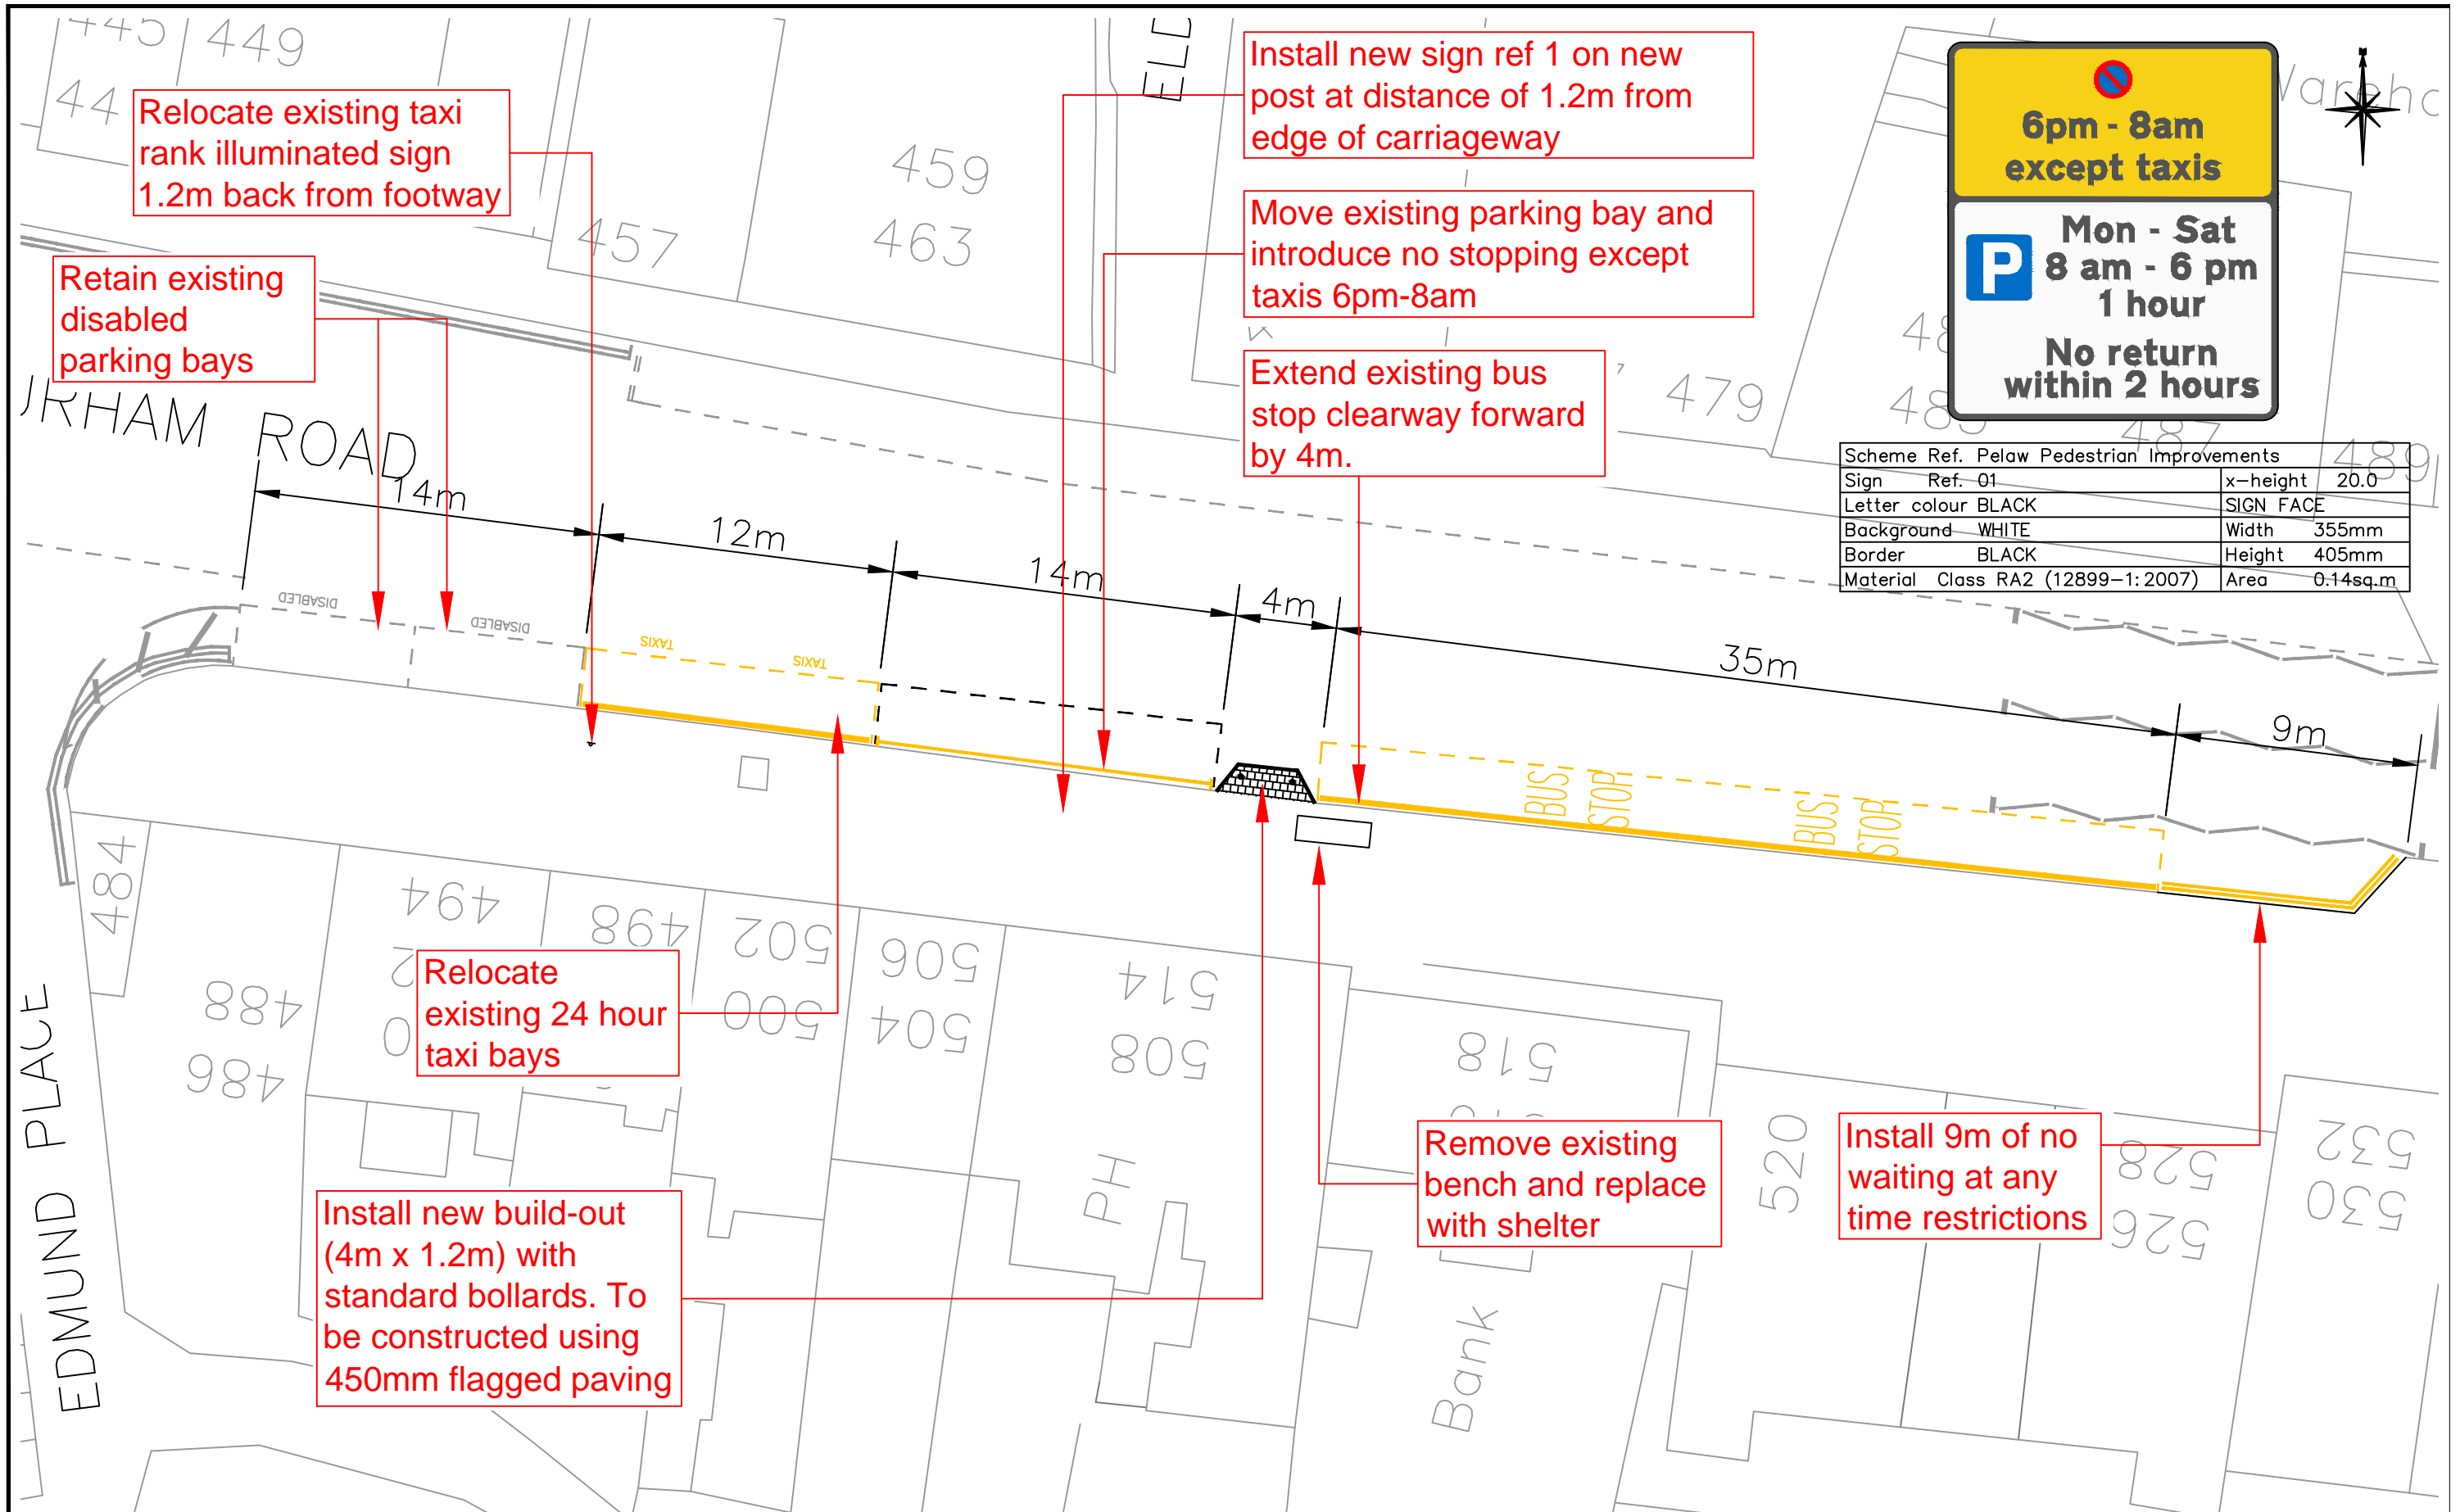 445
449
44
ELD
459
463
457
Relocate existing taxi
rank illuminated sign
1.2m back from footway
Retain existing
disabled
parking bays
Install new sign ref 1 on new
post at distance of 1.2m from
edge of carriageway
Move existing parking bay and
introduce no stopping except
taxis 6pm-8am
Extend existing bus
stop clearway forward
by 4m.
6pm - 8am
except taxis
P
Mon - Sat
8 am - 6 pm
1 hour
No return
within 2 hours
479
487
489
Scheme Ref. Pelaw Pedestrian Improvements
Sign Ref. 01 x-height 20.0
Letter colour BLACK SIGN FACE
Background WHITE Width 355mm
Border BLACK Height 405mm
Material Class RA2 (12899-1:2007) Area 0.14sq.m
URHAM ROAD
14m
12m
14m
4m
35m
9m
DISABLED
DISABLED
TAXIS
TAXIS
BUS
STOP
BUS
STOP
484
494
498
502
506
514
488
500
504
508
518
486
PH
520
528
532
526
530
Bank
EDMUND PLACE
Relocate
existing 24 hour
taxi bays
Install new build-out
(4m x 1.2m) with
standard bollards. To
be constructed using
450mm flagged paving
Remove existing
bench and replace
with shelter
Install 9m of no
waiting at any
time restrictions